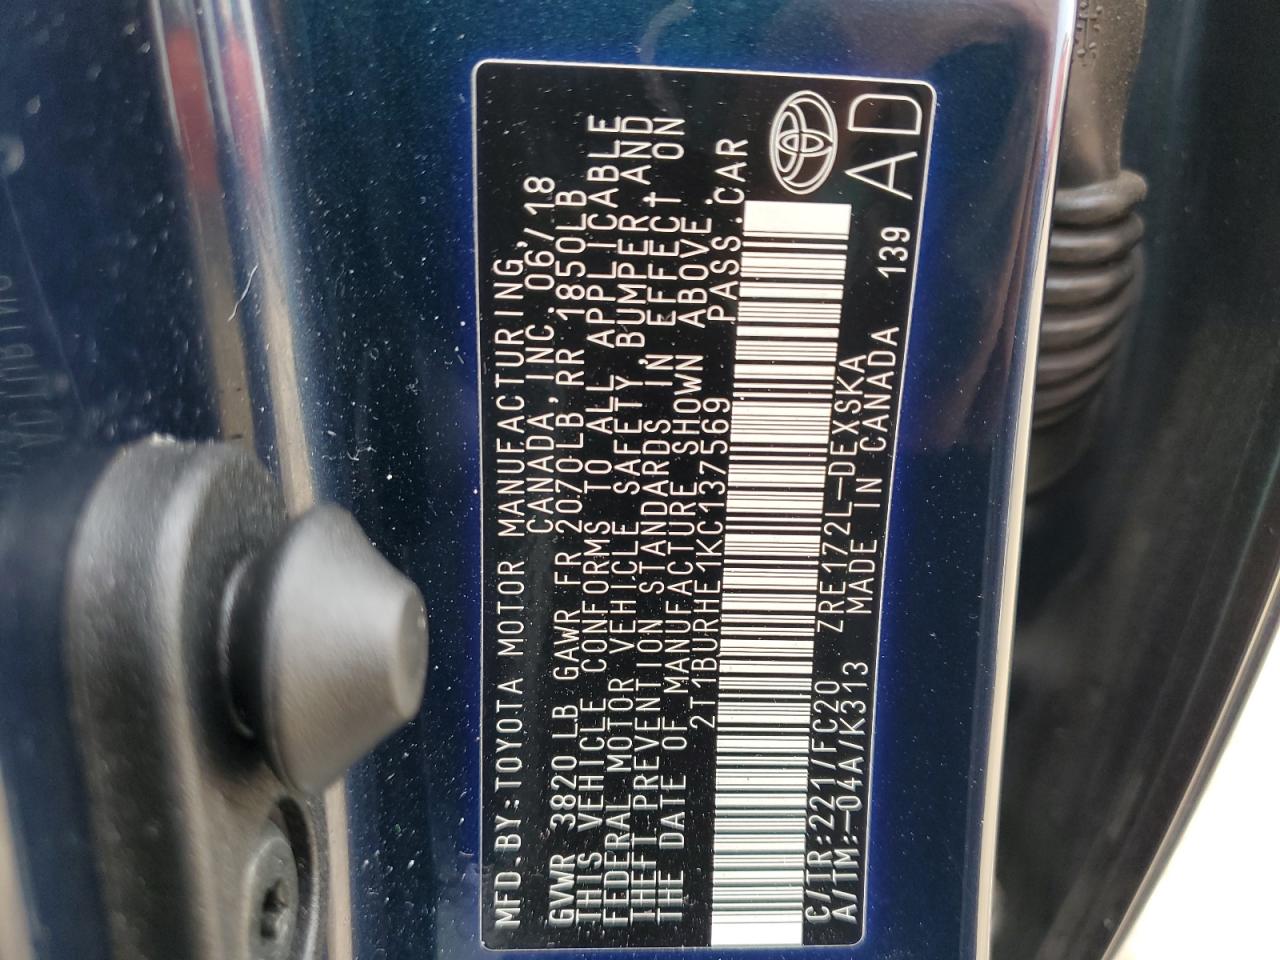 MFD.BY:TOYOTA MOTOR MANUFACTURING,
CANADA,INC. 06/18
GVWR 3820LB GAWR FR 2070LB RR 1850LB
THIS VEHICLE CONFORMS TO ALL APPLICABLE
FEDERAL MOTOR VEHICLE SAFETY, BUMPER, AND
THEFT PREVENTION STANDARDS IN EFFECT ON
THE DATE OF MANUFACTURE SHOWN ABOVE.
2T1BURHE1KC137569 PASS.CAR
C/TR:221/FC20 ZRE172L-DEXSKA
A/TM:-04A/K313 MADE IN CANADA 139
AD